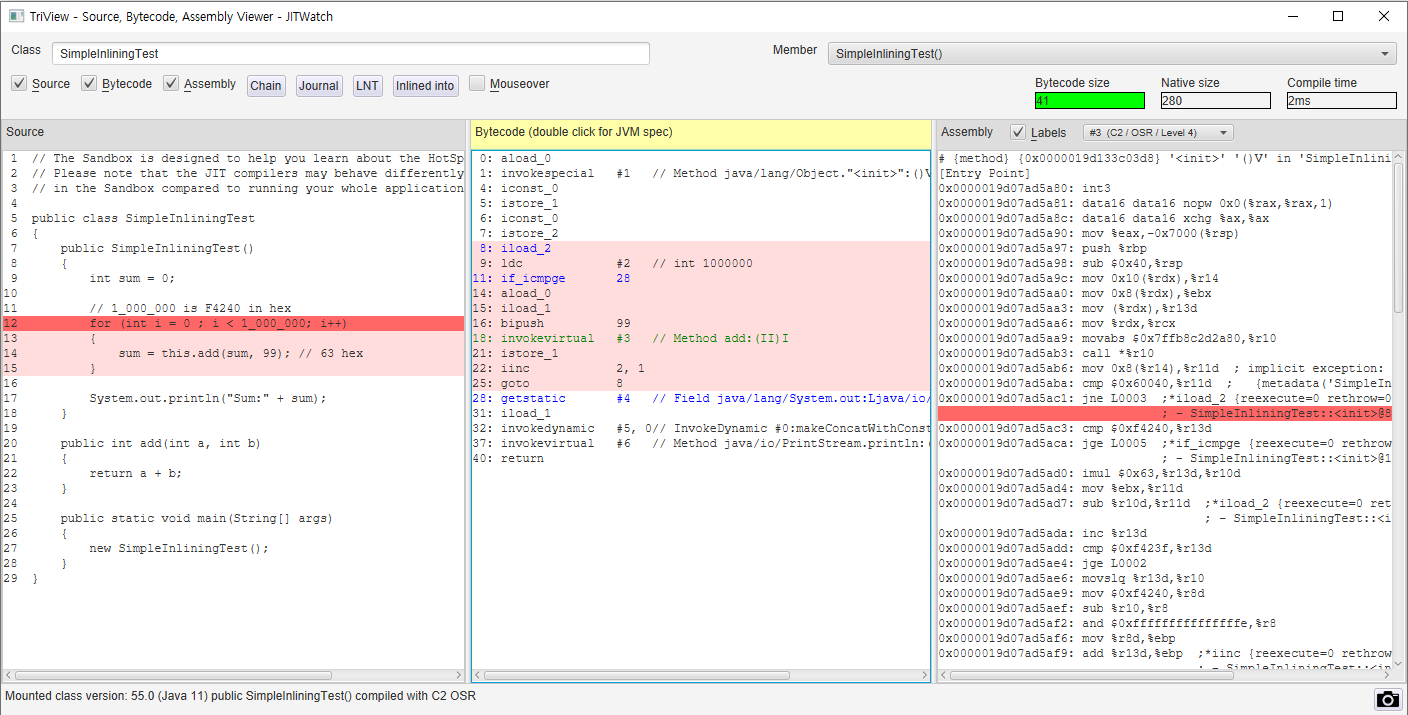 TriView - Source, Bytecode, Assembly Viewer - JITWatch
Class SimpleInliningTest Member SimpleInliningTest()
Source Bytecode Assembly Chain Journal LNT Inlined into Mouseover
Bytecode size Native size Compile time
41 280 2ms
Source
1 // The Sandbox is designed to help you learn about the HotSp
2 // Please note that the JIT compilers may behave differently
3 // in the Sandbox compared to running your whole application
4
5 public class SimpleInliningTest
6 {
7 public SimpleInliningTest()
8 {
9 int sum = 0;
10
11 // 1_000_000 is F4240 in hex
12 for (int i = 0 ; i < 1_000_000; i++)
13 {
14 sum = this.add(sum, 99); // 63 hex
15 }
16
17 System.out.println("Sum:" + sum);
18 }
19
20 public int add(int a, int b)
21 {
22 return a + b;
23 }
24
25 public static void main(String[] args)
26 {
27 new SimpleInliningTest();
28 }
29 }
Bytecode (double click for JVM spec)
0: aload_0
1: invokespecial #1 // Method java/lang/Object."<init>":()V
4: iconst_0
5: istore_1
6: iconst_0
7: istore_2
8: iload_2
9: ldc #2 // int 1000000
11: if_icmpge 28
14: aload_0
15: iload_1
16: bipush 99
18: invokevirtual #3 // Method add:(II)I
21: istore_1
22: iinc 2, 1
25: goto 8
28: getstatic #4 // Field java/lang/System.out:Ljava/io/
31: iload_1
32: invokedynamic #5, 0// InvokeDynamic #0:makeConcatWithConst
37: invokevirtual #6 // Method java/io/PrintStream.println:(
40: return
Assembly Labels #3 (C2 / OSR / Level 4)
# {method} {0x0000019d133c03d8} '<init>' '()V' in 'SimpleInlini
[Entry Point]
0x0000019d07ad5a80: int3
0x0000019d07ad5a81: data16 data16 nopw 0x0(%rax,%rax,1)
0x0000019d07ad5a8c: data16 data16 xchg %ax,%ax
0x0000019d07ad5a90: mov %eax,-0x7000(%rsp)
0x0000019d07ad5a97: push %rbp
0x0000019d07ad5a98: sub $0x40,%rsp
0x0000019d07ad5a9c: mov 0x10(%rdx),%r14
0x0000019d07ad5aa0: mov 0x8(%rdx),%ebx
0x0000019d07ad5aa3: mov (%rdx),%r13d
0x0000019d07ad5aa6: mov %rdx,%rcx
0x0000019d07ad5aa9: movabs $0x7ffb8c2d2a80,%r10
0x0000019d07ad5ab3: call *%r10
0x0000019d07ad5ab6: mov 0x8(%r14),%r11d ; implicit exception:
0x0000019d07ad5aba: cmp $0x60040,%r11d ; {metadata('SimpleIn
0x0000019d07ad5ac1: jne L0003 ;*iload_2 {reexecute=0 rethrow=0
; - SimpleInliningTest::<init>@8
0x0000019d07ad5ac3: cmp $0xf4240,%r13d
0x0000019d07ad5aca: jge L0005 ;*if_icmpge {reexecute=0 rethrow
; - SimpleInliningTest::<init>@1
0x0000019d07ad5ad0: imul $0x63,%r13d,%r10d
0x0000019d07ad5ad4: mov %ebx,%r11d
0x0000019d07ad5ad7: sub %r10d,%r11d ;*iload_2 {reexecute=0 ret
; - SimpleInliningTest::<i
0x0000019d07ad5ada: inc %r13d
0x0000019d07ad5add: cmp $0xf423f,%r13d
0x0000019d07ad5ae4: jge L0002
0x0000019d07ad5ae6: movslq %r13d,%r10
0x0000019d07ad5ae9: mov $0xf4240,%r8d
0x0000019d07ad5aef: sub %r10,%r8
0x0000019d07ad5af2: and $0xfffffffffffffffe,%r8
0x0000019d07ad5af6: mov %r8d,%ebp
0x0000019d07ad5af9: add %r13d,%ebp ;*iinc {reexecute=0 rethrow
; - SimpleInliningTest::<in
Mounted class version: 55.0 (Java 11) public SimpleInliningTest() compiled with C2 OSR